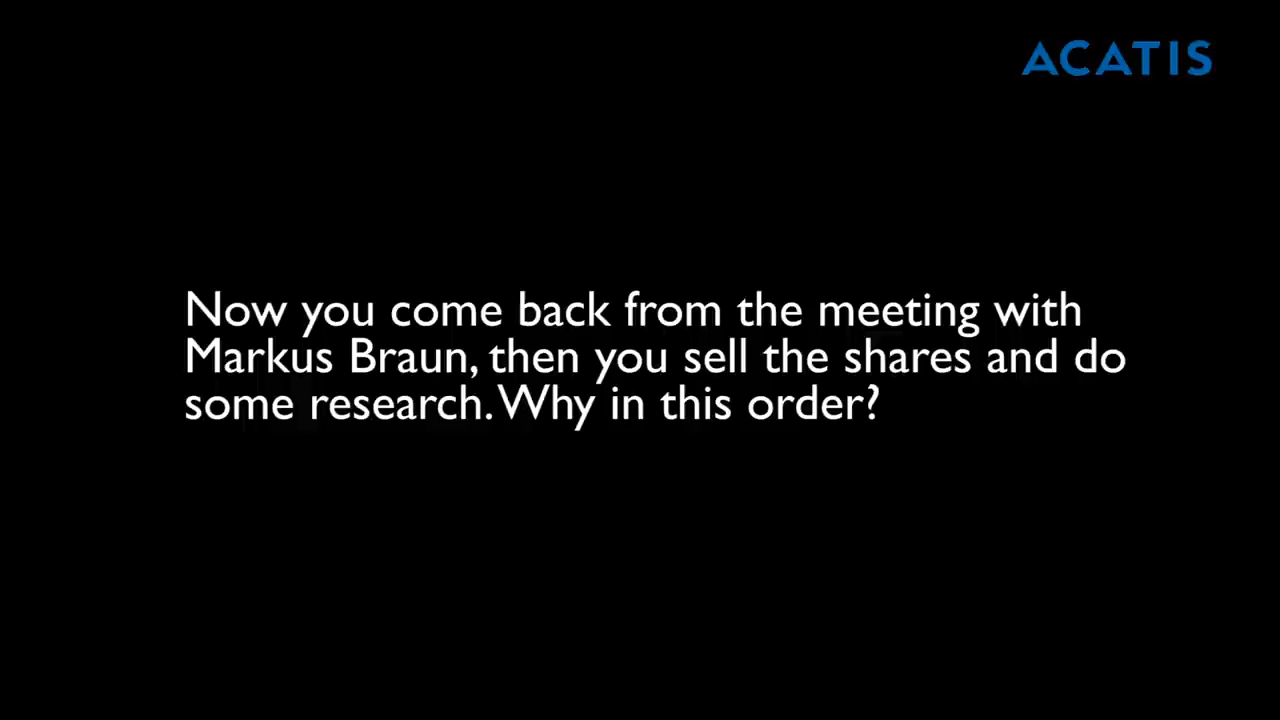 ACATIS
Now you come back from the meeting with
Markus Braun, then you sell the shares and do
some research. Why in this order?